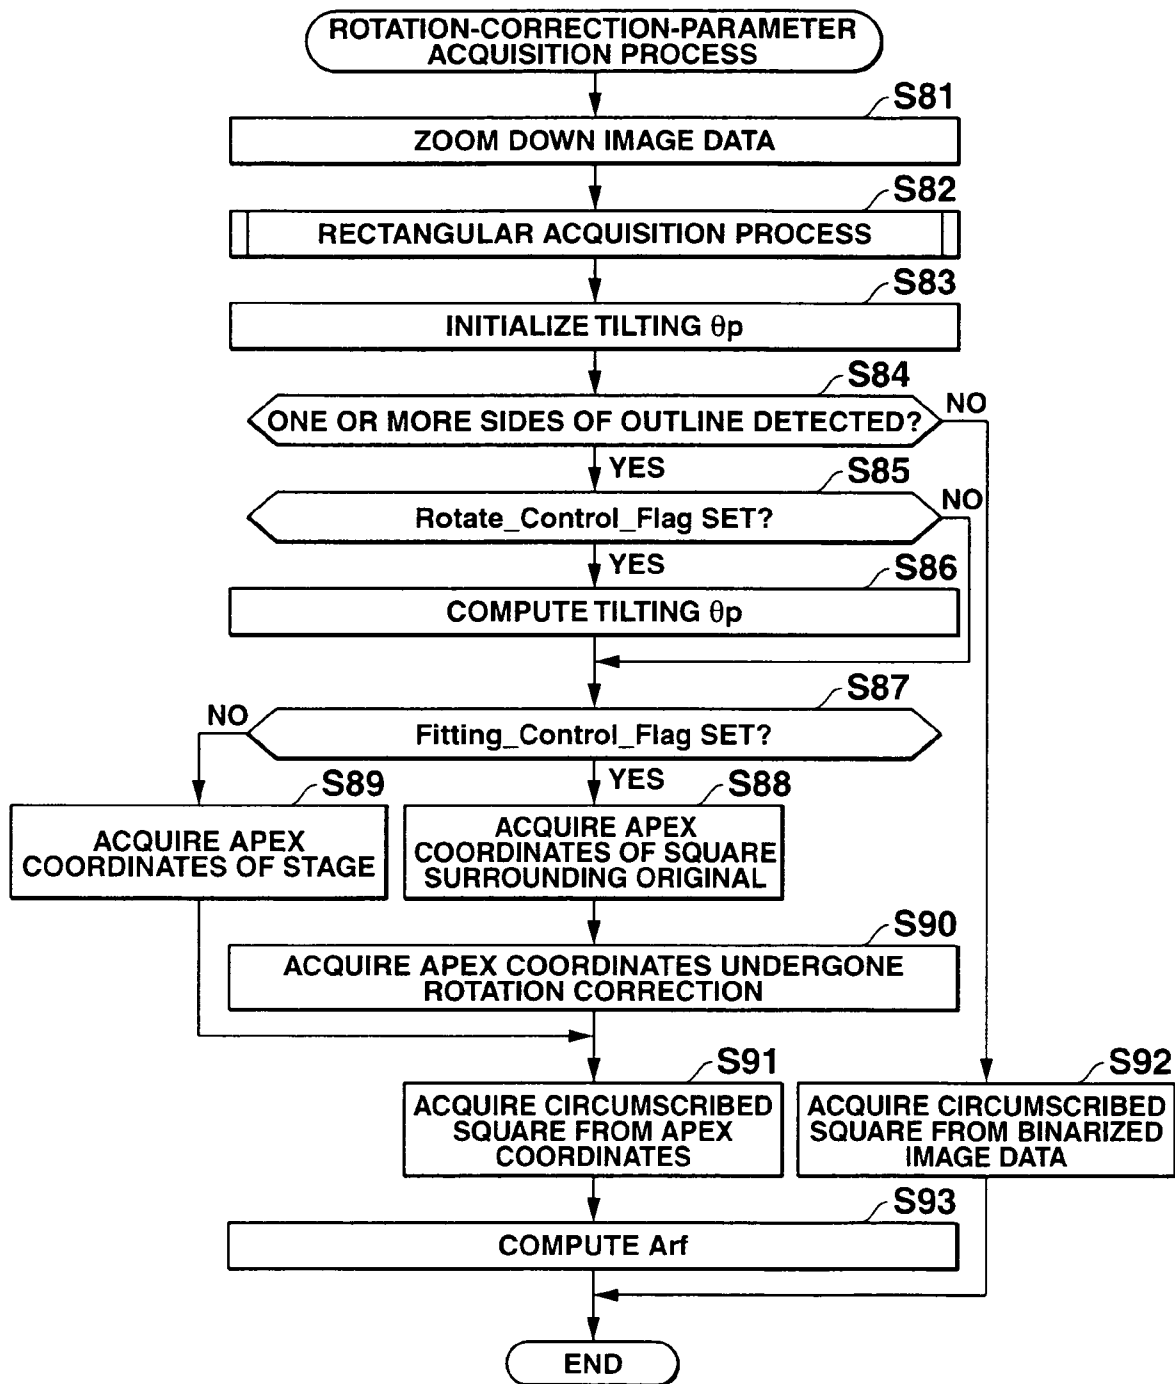 ROTATION-CORRECTION-PARAMETER
ACQUISITION PROCESS
S81
ZOOM DOWN IMAGE DATA
S82
RECTANGULAR ACQUISITION PROCESS
S83
INITIALIZE TILTING θp
S84
ONE OR MORE SIDES OF OUTLINE DETECTED?
NO
YES
S85
Rotate_Control_Flag SET?
NO
YES
S86
COMPUTE TILTING θp
S87
NO
Fitting_Control_Flag SET?
YES
S89
ACQUIRE APEX
COORDINATES OF STAGE
S88
ACQUIRE APEX
COORDINATES OF SQUARE
SURROUNDING ORIGINAL
S90
ACQUIRE APEX COORDINATES UNDERGONE
ROTATION CORRECTION
S91
ACQUIRE CIRCUMSCRIBED
SQUARE FROM APEX
COORDINATES
S92
ACQUIRE CIRCUMSCRIBED
SQUARE FROM BINARIZED
IMAGE DATA
S93
COMPUTE Arf
END